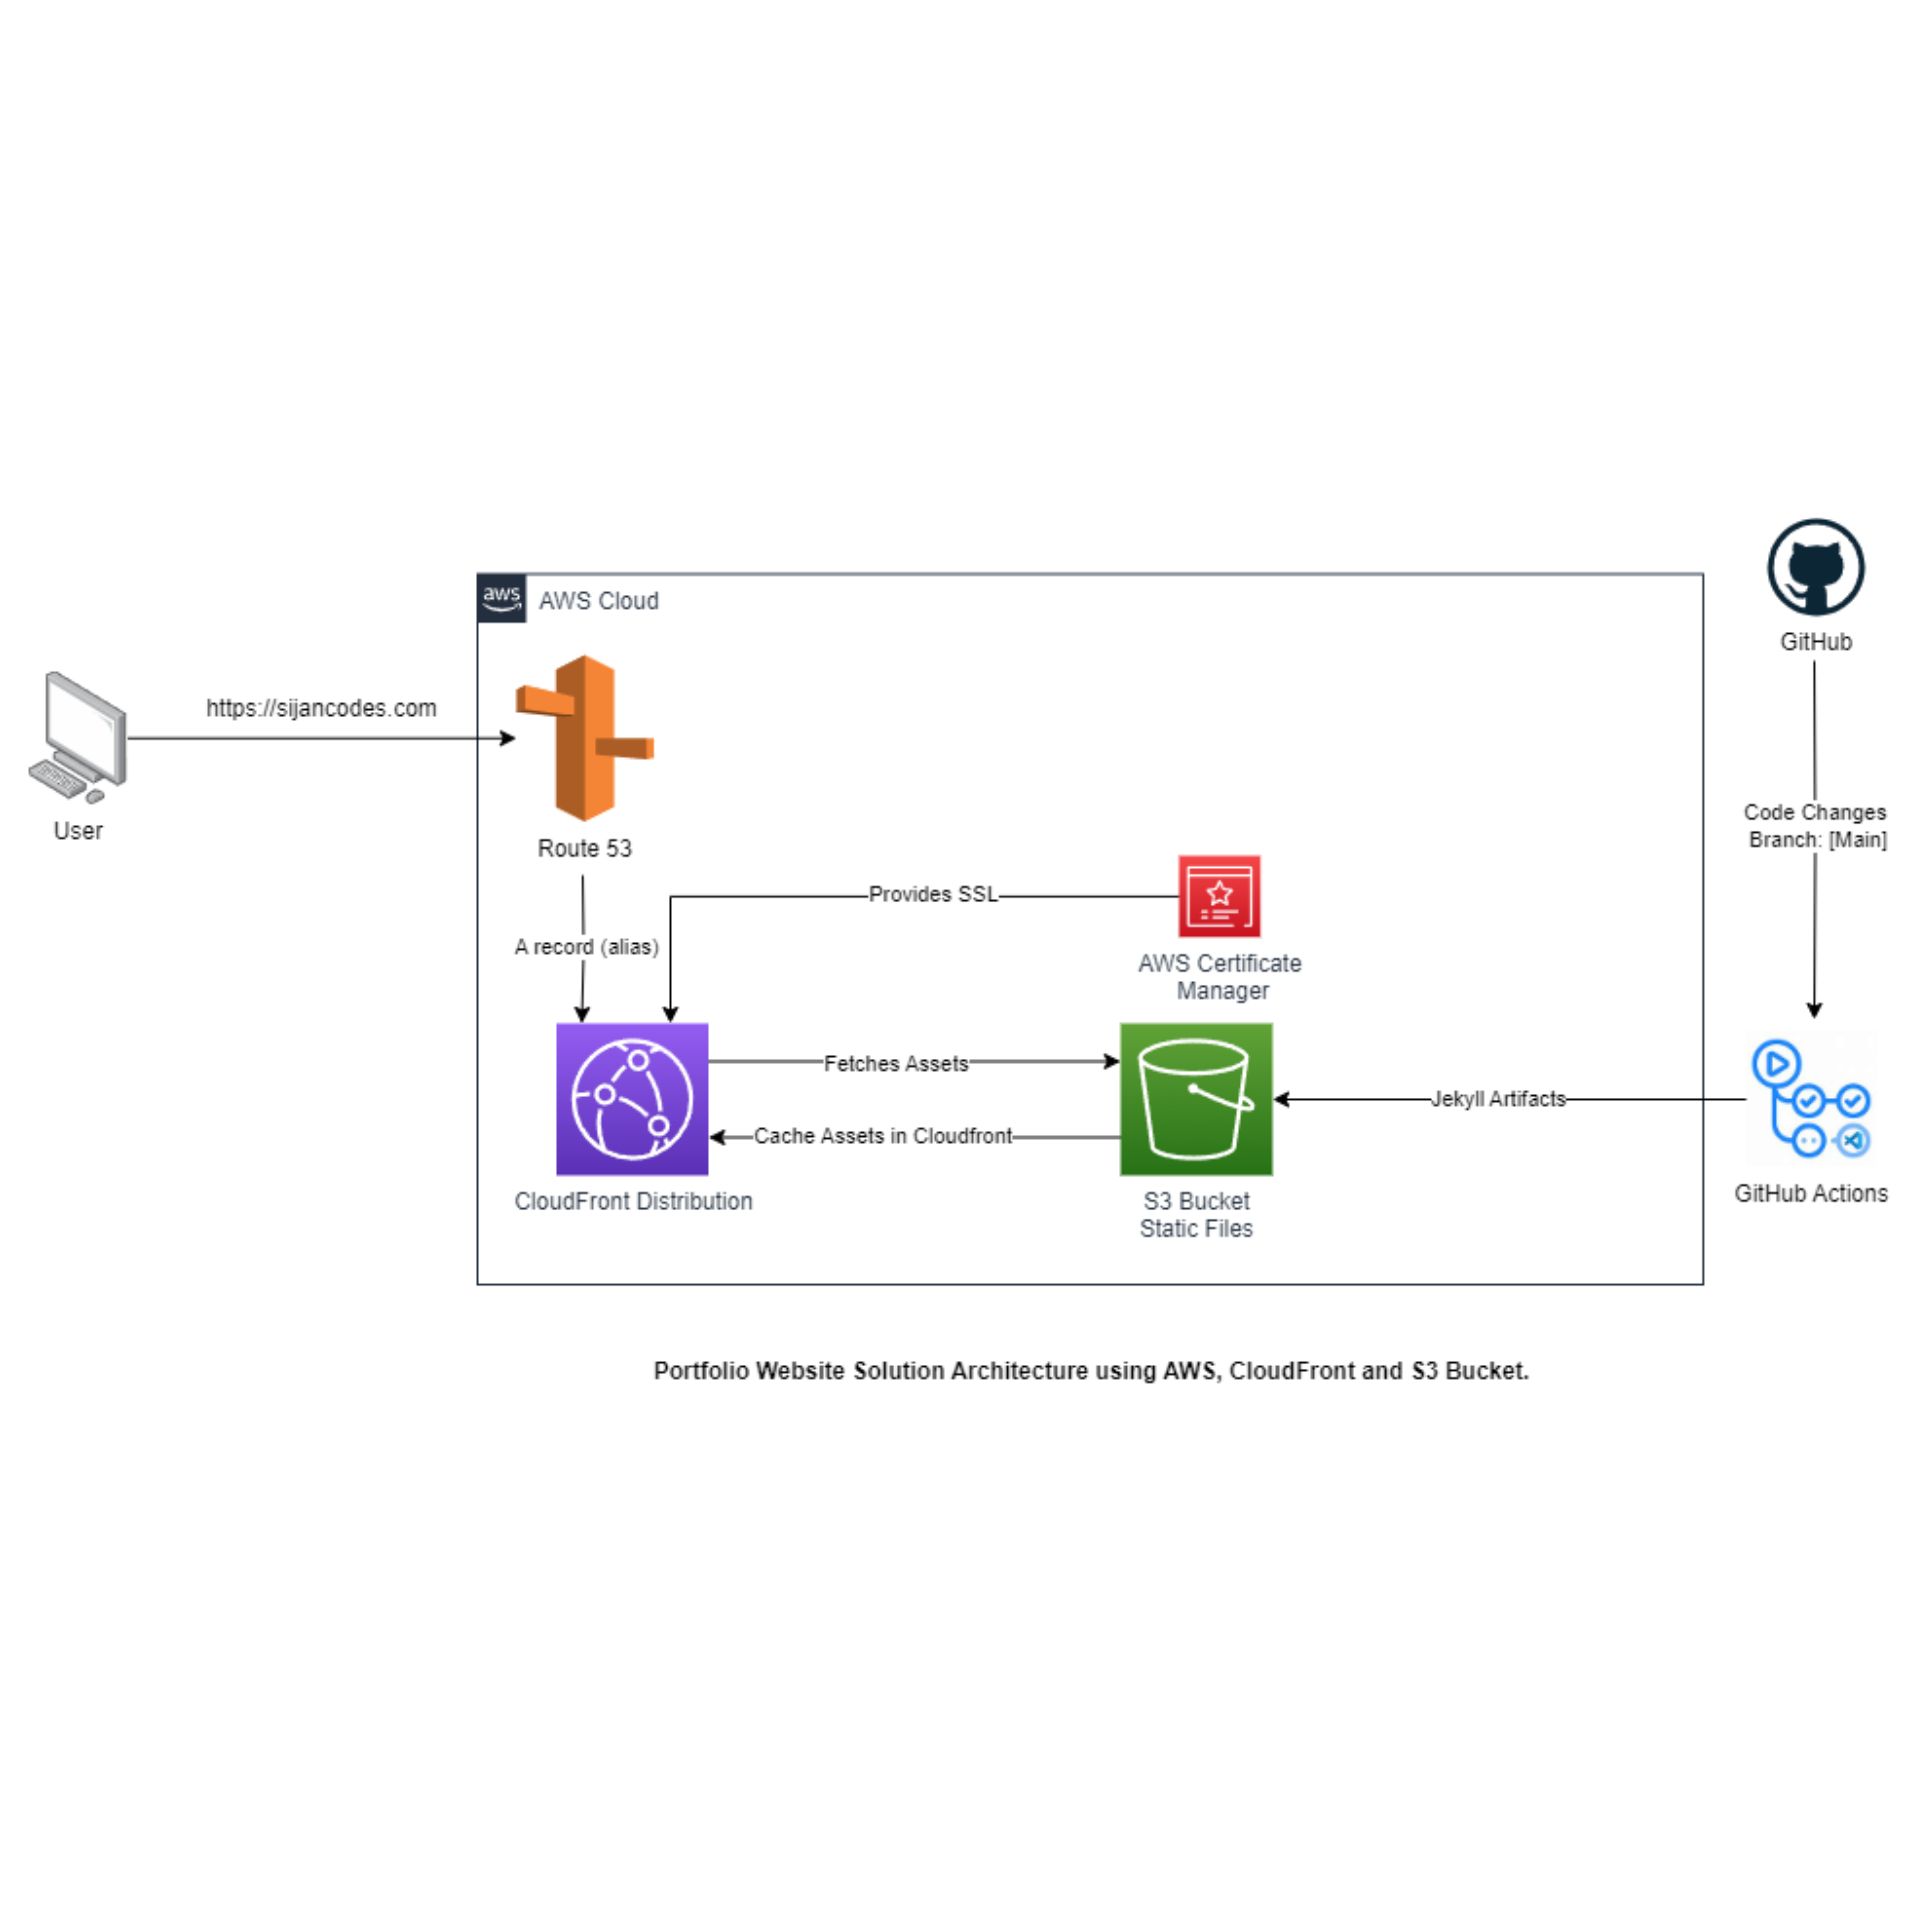 aws
AWS Cloud
GitHub
https://sijancodes.com
User
Route 53
Code Changes
Branch: [Main]
Provides SSL
A record (alias)
AWS Certificate
Manager
Fetches Assets
Jekyll Artifacts
Cache Assets in Cloudfront
GitHub Actions
CloudFront Distribution
S3 Bucket
Static Files
Portfolio Website Solution Architecture using AWS, CloudFront and S3 Bucket.